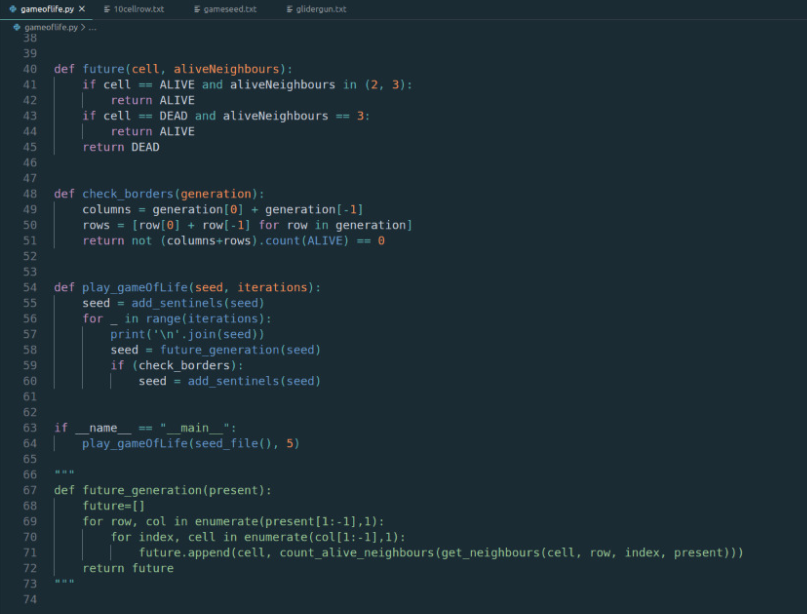 gameoflife.py × 10cellrow.txt gameseed.txt glidergun.txt
gameoflife.py > ...
38
39
40 def future(cell, aliveNeighbours):
41     if cell == ALIVE and aliveNeighbours in (2, 3):
42         return ALIVE
43     if cell == DEAD and aliveNeighbours == 3:
44         return ALIVE
45     return DEAD
46
47
48 def check_borders(generation):
49     columns = generation[0] + generation[-1]
50     rows = [row[0] + row[-1] for row in generation]
51     return not (columns+rows).count(ALIVE) == 0
52
53
54 def play_gameOfLife(seed, iterations):
55     seed = add_sentinels(seed)
56     for _ in range(iterations):
57         print('\n'.join(seed))
58         seed = future_generation(seed)
59         if (check_borders):
60             seed = add_sentinels(seed)
61
62
63 if __name__ == "__main__":
64     play_gameOfLife(seed_file(), 5)
65
66 """
67 def future_generation(present):
68     future=[]
69     for row, col in enumerate(present[1:-1],1):
70         for index, cell in enumerate(col[1:-1],1):
71             future.append(cell, count_alive_neighbours(get_neighbours(cell, row, index, present)))
72     return future
73 """
74